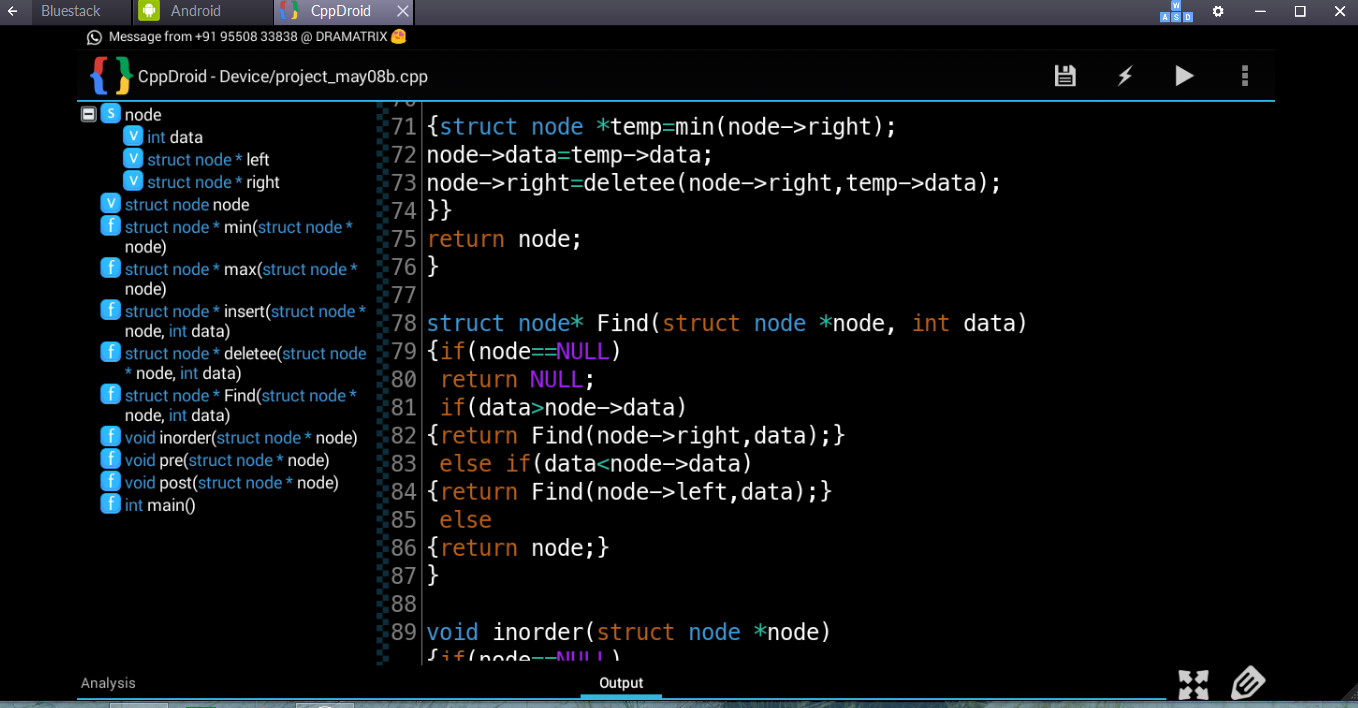 Bluestack
Android
CppDroid
W
A S D
Message from +91 95508 33838 @ DRAMATRIX 😍
CppDroid - Device/project_may08b.cpp
S node
V int data
V struct node * left
V struct node * right
V struct node node
f struct node * min(struct node *
node)
f struct node * max(struct node *
node)
f struct node * insert(struct node *
node, int data)
f struct node * deletee(struct node
* node, int data)
f struct node * Find(struct node *
node, int data)
f void inorder(struct node * node)
f void pre(struct node * node)
f void post(struct node * node)
f int main()
70
71 {struct node *temp=min(node->right);
72 node->data=temp->data;
73 node->right=deletee(node->right,temp->data);
74 }}
75 return node;
76 }
77
78 struct node* Find(struct node *node, int data)
79 {if(node==NULL)
80  return NULL;
81  if(data>node->data)
82 {return Find(node->right,data);}
83  else if(data<node->data)
84 {return Find(node->left,data);}
85  else
86 {return node;}
87 }
88
89 void inorder(struct node *node)
{if(node==NULL)
Analysis
Output